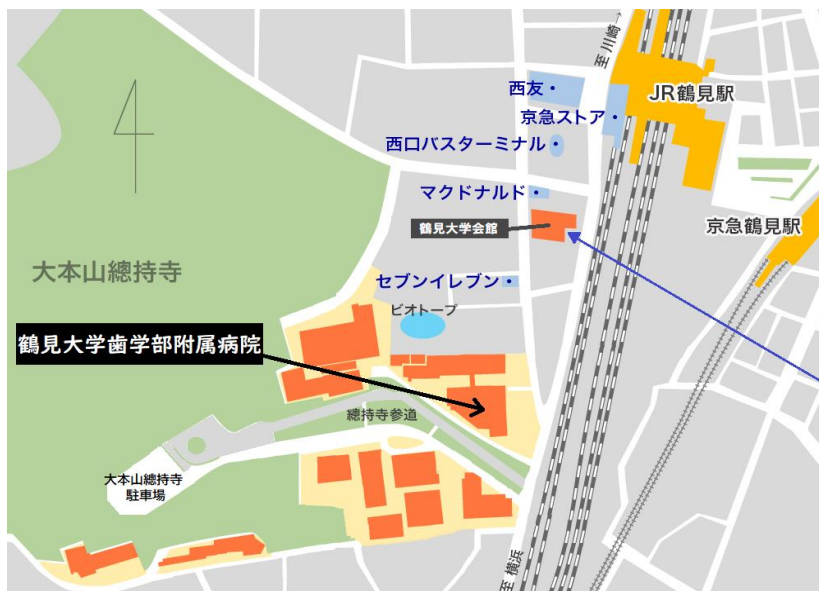 至 川崎→
JR鶴見駅
西友
京急ストア
西口バスターミナル
マクドナルド
鶴見大学会館
京急鶴見駅
大本山總持寺
セブンイレブン
ビオトープ
鶴見大学歯学部附属病院
總持寺参道
大本山總持寺
駐車場
至 横浜